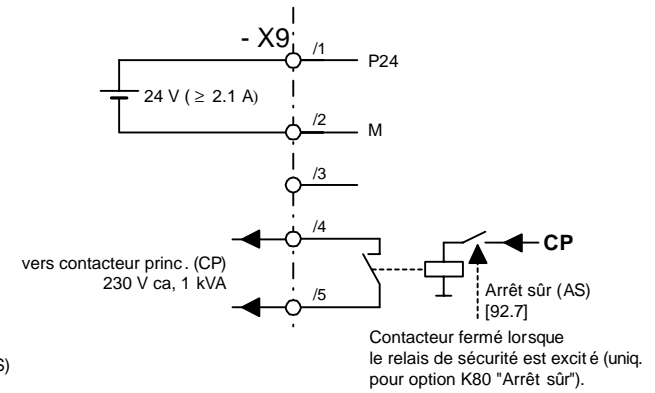 - X9
/1
P24
24 V ( ≥ 2.1 A)
/2
M
/3
/4
CP
vers contacteur princ. (CP)
230 V ca, 1 kVA
/5
Arrêt sûr (AS)
[92.7]
Contacteur fermé lorsque
le relais de sécurité est excité (uniq.
pour option K80 "Arrêt sûr").
S)